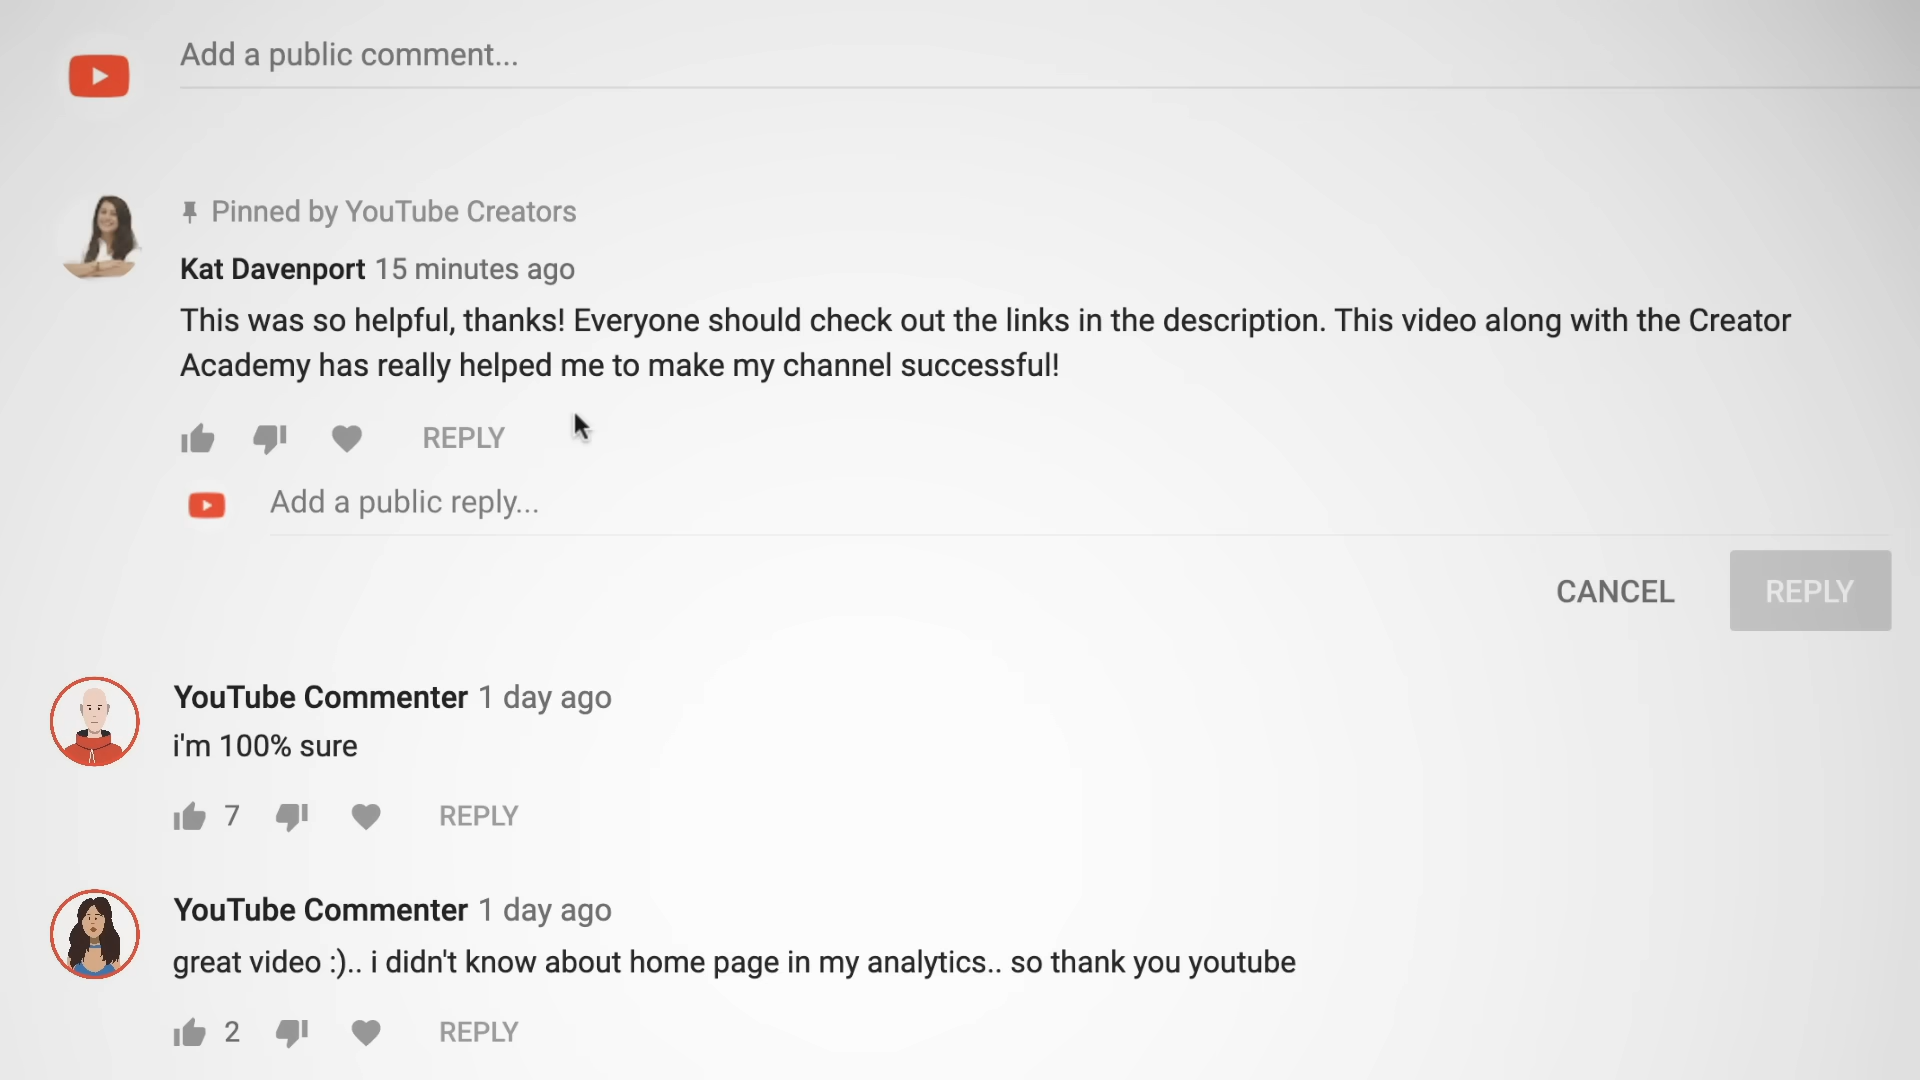 Add a public comment...
Pinned by YouTube Creators
Kat Davenport 15 minutes ago
This was so helpful, thanks! Everyone should check out the links in the description. This video along with the Creator
Academy has really helped me to make my channel successful!
REPLY
Add a public reply...
CANCEL REPLY
YouTube Commenter 1 day ago
i'm 100% sure
7 REPLY
YouTube Commenter 1 day ago
great video :).. i didn't know about home page in my analytics.. so thank you youtube
2 REPLY